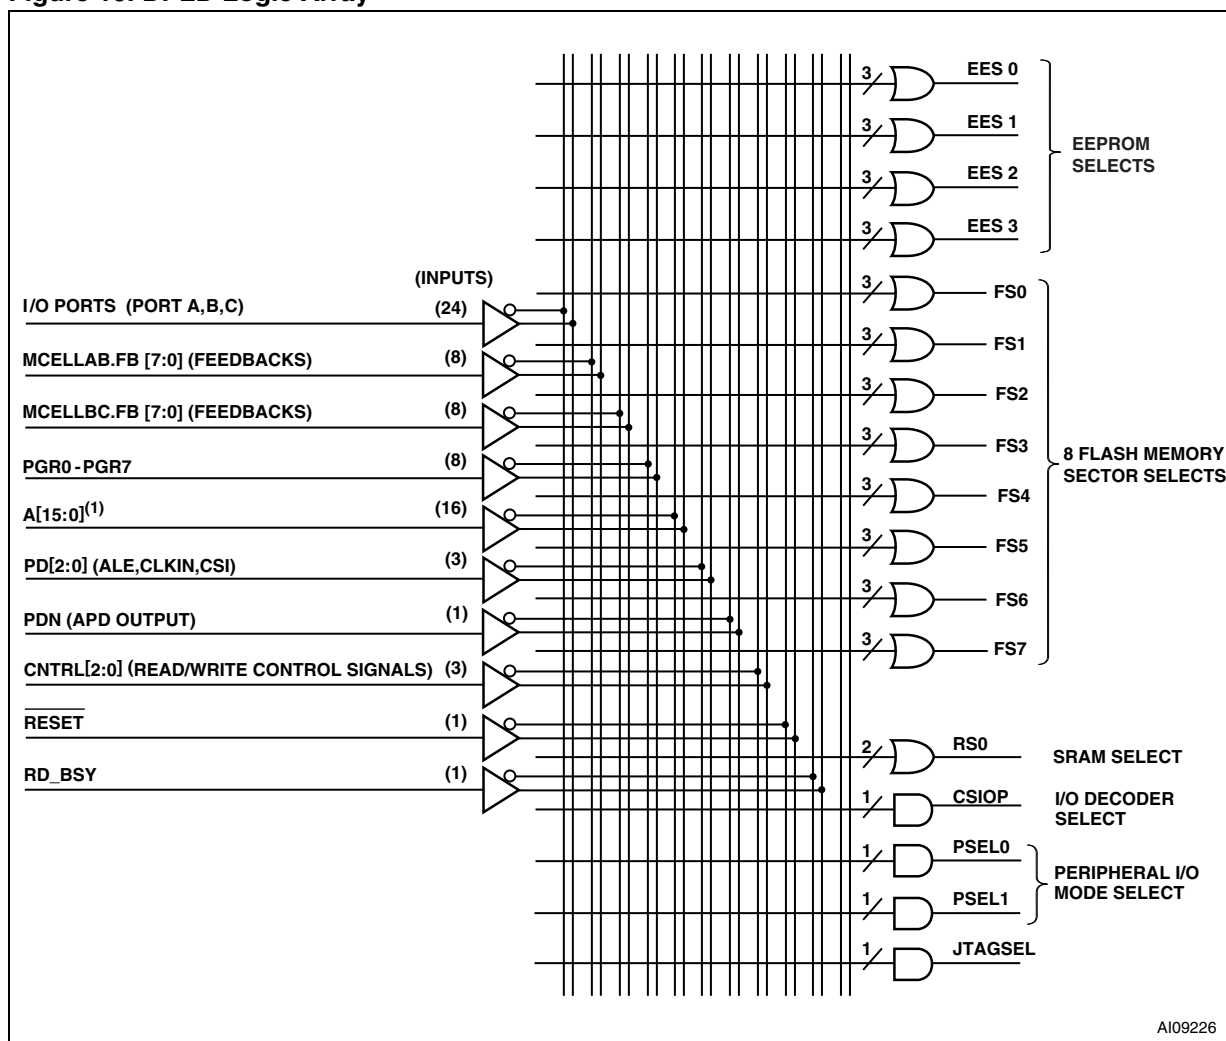 EES 0
3
EES 1
3
EEPROM
SELECTS
EES 2
3
EES 3
3
(INPUTS)
I/O PORTS (PORT A,B,C) (24)
MCELLAB.FB [7:0] (FEEDBACKS) (8)
MCELLBC.FB [7:0] (FEEDBACKS) (8)
PGR0 - PGR7 (8)
A[15:0](1) (16)
PD[2:0] (ALE,CLKIN,CSI) (3)
PDN (APD OUTPUT) (1)
CNTRL[2:0] (READ/WRITE CONTROL SIGNALS) (3)
RESET (1)
RD_BSY (1)
3 FS0
3 FS1
3 FS2
3 FS3
3 FS4
3 FS5
3 FS6
3 FS7
8 FLASH MEMORY
SECTOR SELECTS
2 RS0 SRAM SELECT
1 CSIOP I/O DECODER
SELECT
1 PSEL0
PERIPHERAL I/O
MODE SELECT
1 PSEL1
1 JTAGSEL
AI09226